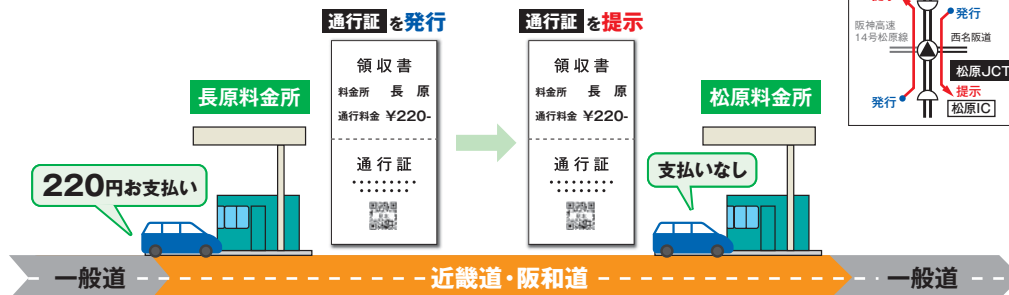 通行証を発行
領収書
料金所 長原
通行料金 ¥220-
通行証
通行証を提示
領収書
料金所 長原
通行料金 ¥220-
通行証
長原料金所
220円お支払い
松原料金所
支払いなし
一般道
近畿道・阪和道
一般道
発行
阪神高速
14号松原線
西名阪道
松原JCT
提示
発行
松原IC